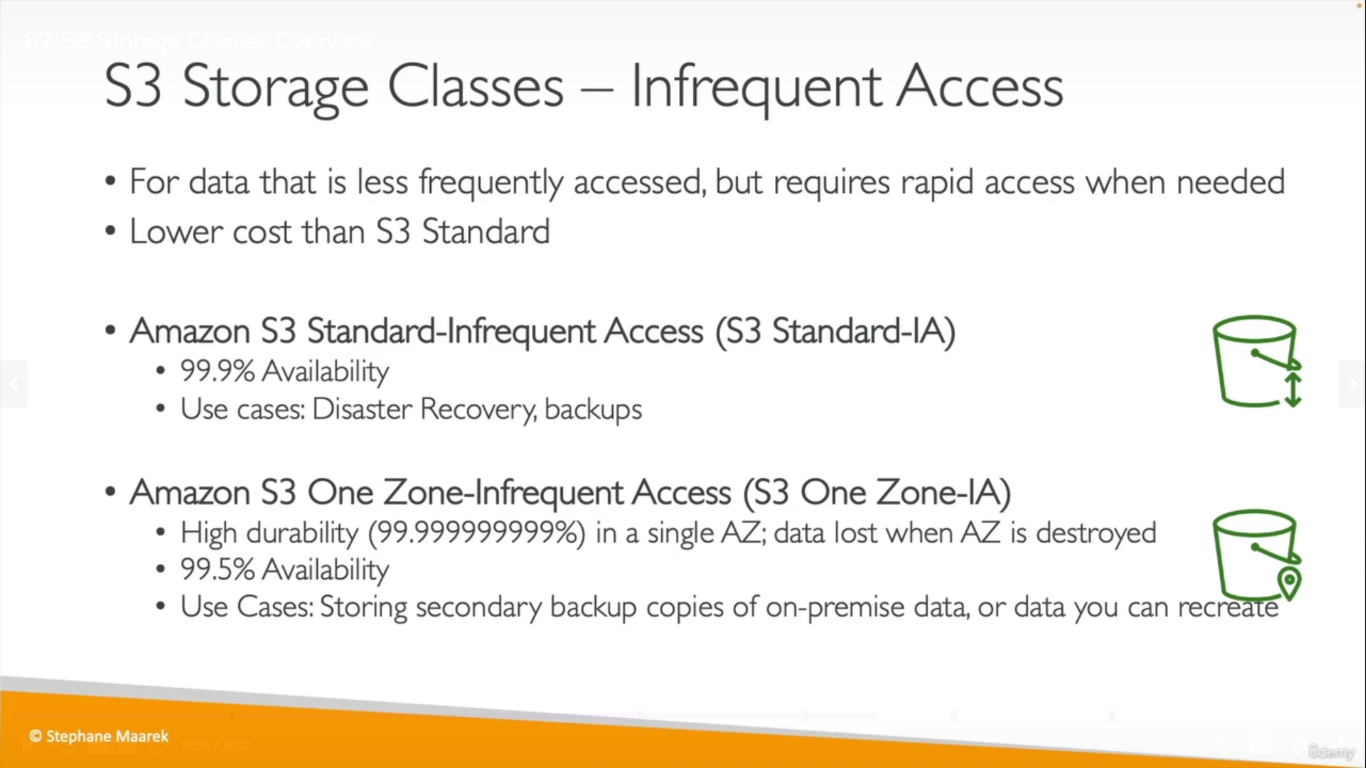 87. S3 Storage Classes Overview
S3 Storage Classes – Infrequent Access
• For data that is less frequently accessed, but requires rapid access when needed
• Lower cost than S3 Standard
• Amazon S3 Standard-Infrequent Access (S3 Standard-IA)
• 99.9% Availability
• Use cases: Disaster Recovery, backups
• Amazon S3 One Zone-Infrequent Access (S3 One Zone-IA)
• High durability (99.999999999%) in a single AZ; data lost when AZ is destroyed
• 99.5% Availability
• Use Cases: Storing secondary backup copies of on-premise data, or data you can recreate
© Stephane Maarek
2:54 / 6:12
ûdemy